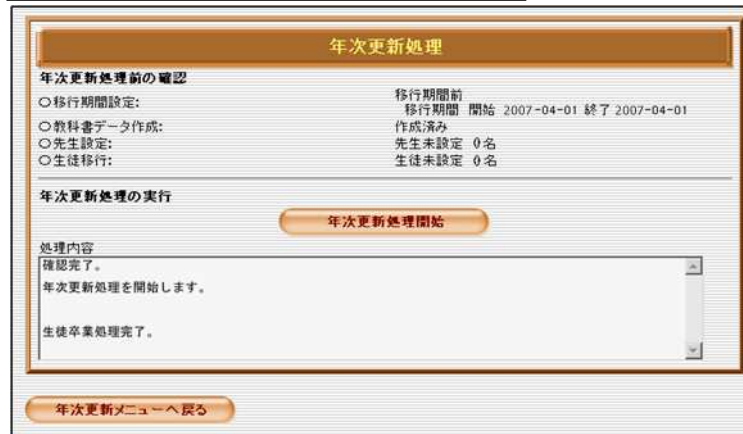 年次更新処理
年次更新処理前の確認
○移行期間設定:
移行期間前
移行期間 開始 2007-04-01 終了 2007-04-01
○教科書データ作成:
作成済み
○先生設定:
先生未設定 0名
○生徒移行:
生徒未設定 0名
年次更新処理の実行
年次更新処理開始
処理内容
確認完了。
年次更新処理を開始します。
生徒卒業処理完了。
年次更新メニューへ戻る